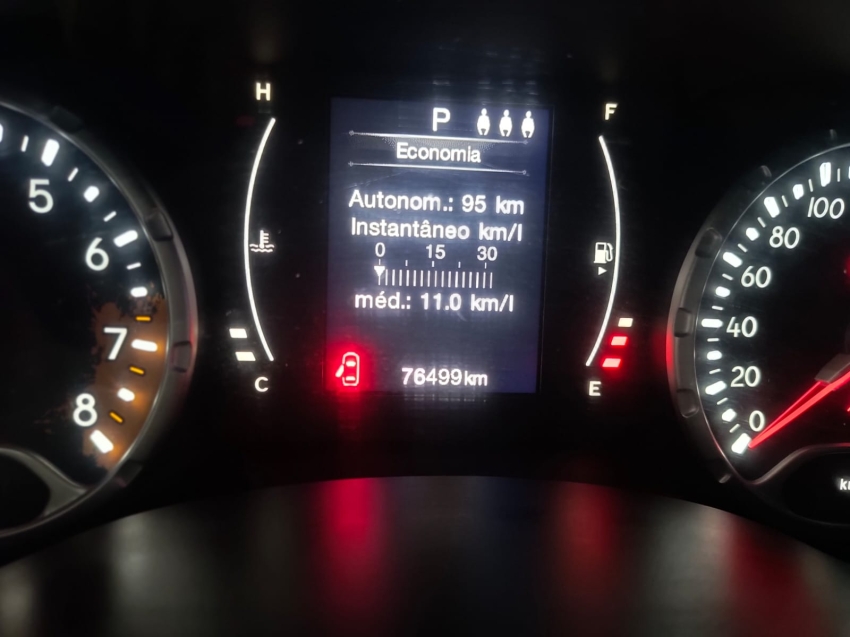 H
F
P
Economia
Autonom.: 95 km
Instantâneo km/l
0 15 30
méd.: 11.0 km/l
76499km
C
E
5
6
7
8
100
80
60
40
20
0